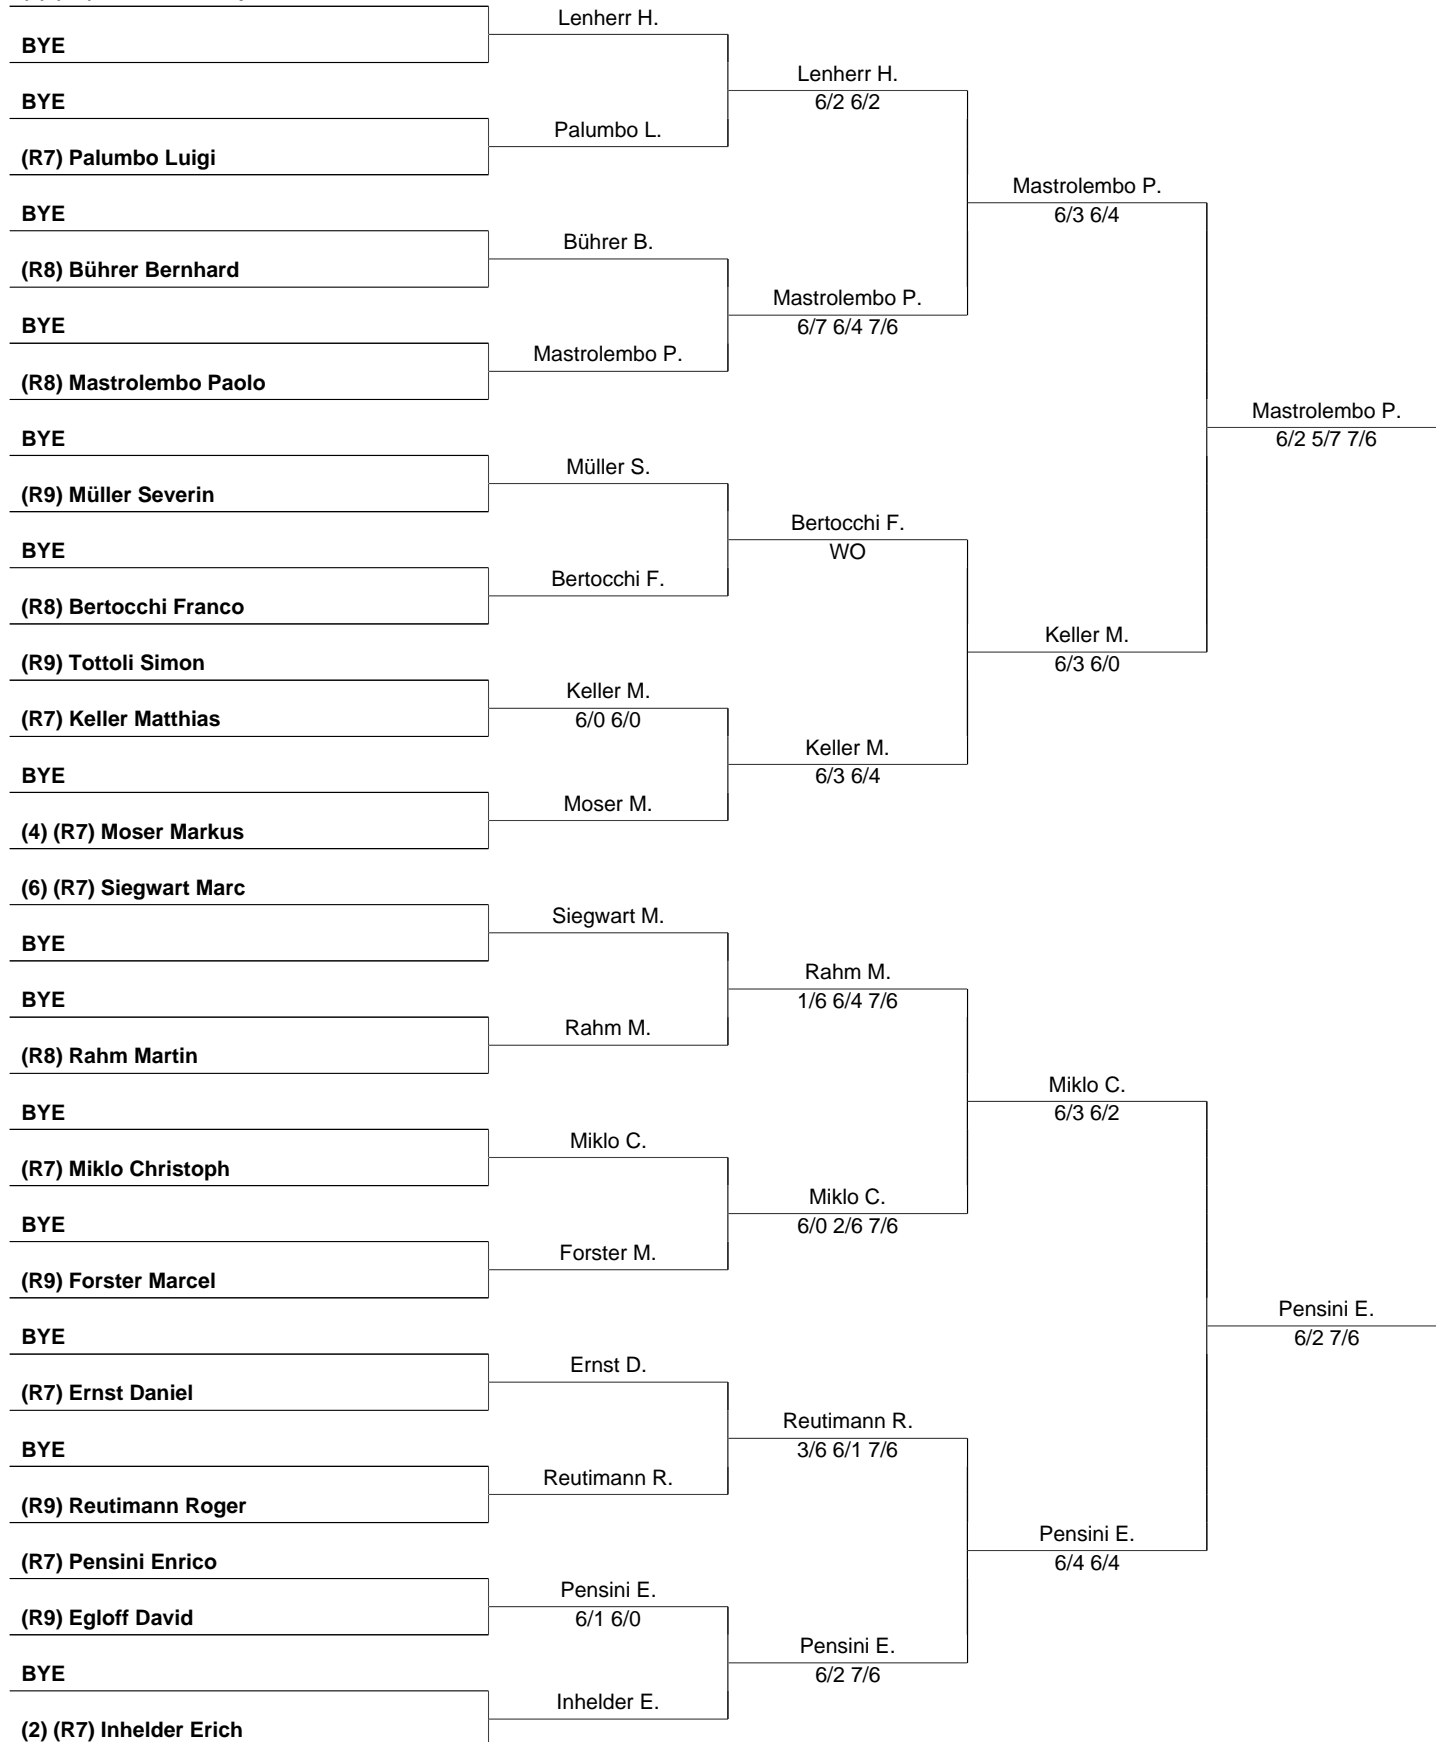 BYE
BYE
(R7) Palumbo Luigi
BYE
(R8) Bührer Bernhard
BYE
(R8) Mastrolembo Paolo
BYE
(R9) Müller Severin
BYE
(R8) Bertocchi Franco
(R9) Tottoli Simon
(R7) Keller Matthias
BYE
(4) (R7) Moser Markus
(6) (R7) Siegwart Marc
BYE
BYE
(R8) Rahm Martin
BYE
(R7) Miklo Christoph
BYE
(R9) Forster Marcel
BYE
(R7) Ernst Daniel
BYE
(R9) Reutimann Roger
(R7) Pensini Enrico
(R9) Egloff David
BYE
(2) (R7) Inhelder Erich
Lenherr H.
Palumbo L.
Bührer B.
Mastrolembo P.
Müller S.
Bertocchi F.
Keller M.
6/0 6/0
Moser M.
Siegwart M.
Rahm M.
Miklo C.
Forster M.
Ernst D.
Reutimann R.
Pensini E.
6/1 6/0
Inhelder E.
Lenherr H.
6/2 6/2
Mastrolembo P.
6/7 6/4 7/6
Bertocchi F.
WO
Keller M.
6/3 6/4
Rahm M.
1/6 6/4 7/6
Miklo C.
6/0 2/6 7/6
Reutimann R.
3/6 6/1 7/6
Pensini E.
6/2 7/6
Mastrolembo P.
6/3 6/4
Keller M.
6/3 6/0
Miklo C.
6/3 6/2
Pensini E.
6/4 6/4
Mastrolembo P.
6/2 5/7 7/6
Pensini E.
6/2 7/6